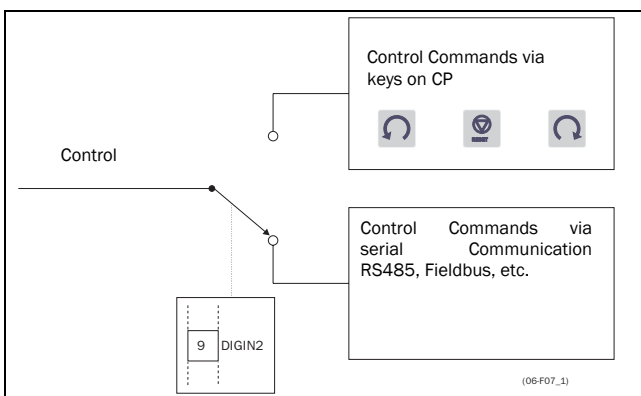 Control Commands via
keys on CP
Control
Control Commands via
serial Communication
RS485, Fieldbus, etc.
9 DIGIN2
(06-F07_1)